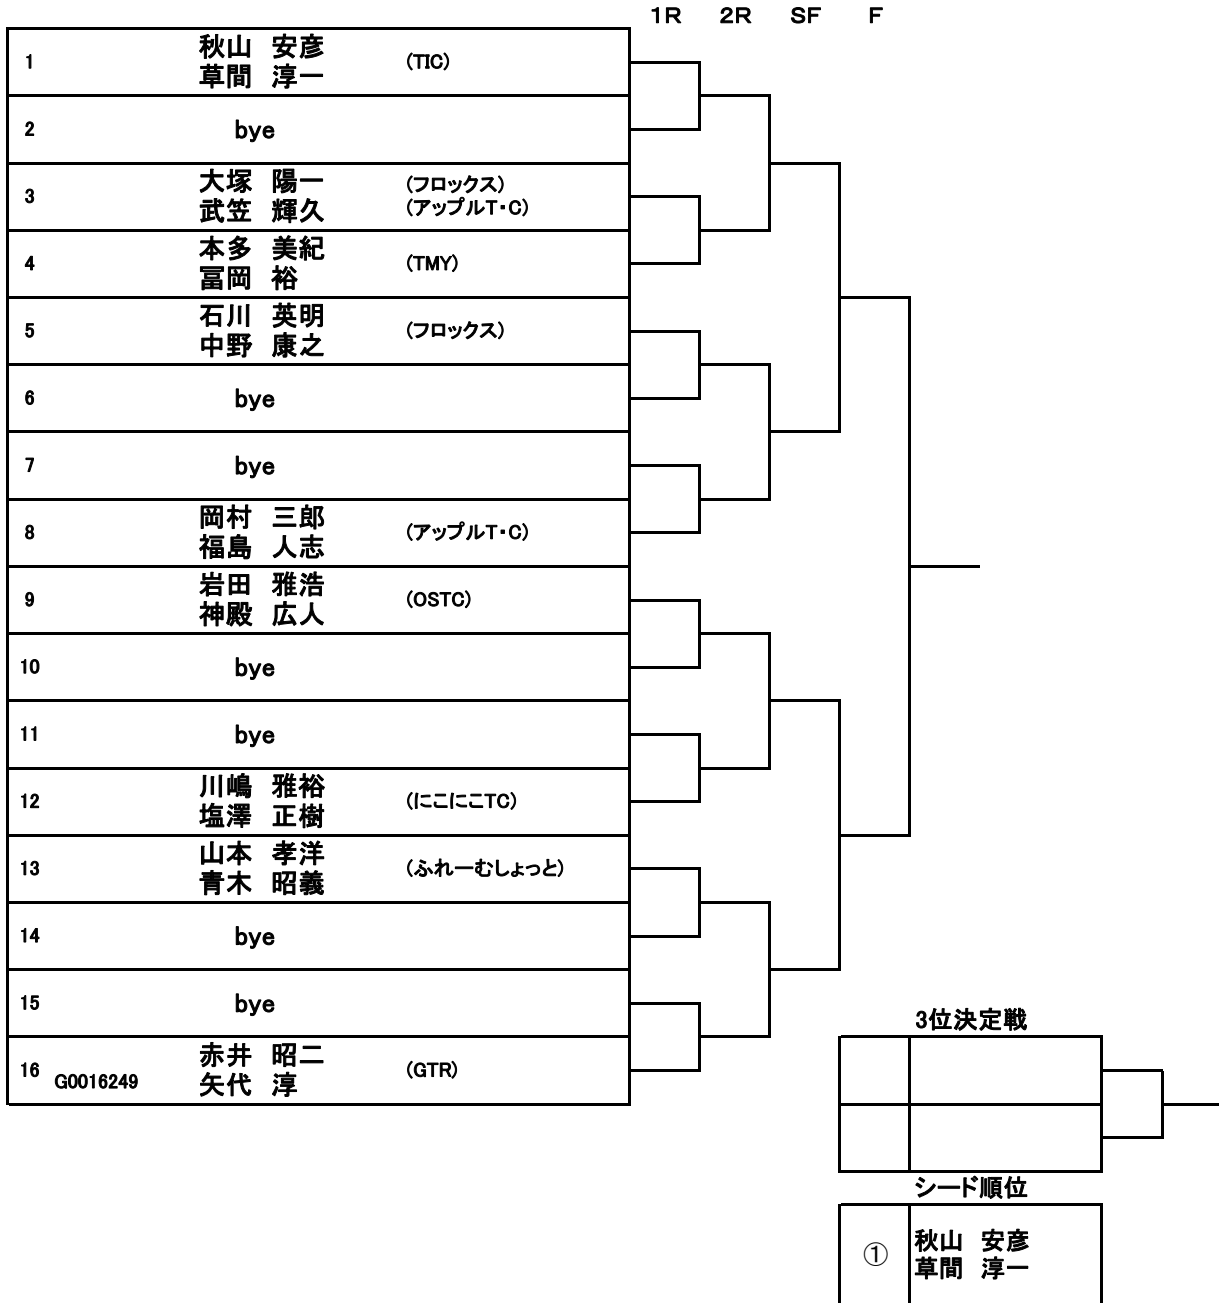 1R 2R SF F
1 秋山 安彦 (TIC)
草間 淳一
2 bye
3 大塚 陽一 (フロックス)
武笠 輝久 (アップルT・C)
4 本多 美紀 (TMY)
冨岡 裕
5 石川 英明 (フロックス)
中野 康之
6 bye
7 bye
8 岡村 三郎 (アップルT・C)
福島 人志
9 岩田 雅浩 (OSTC)
神殿 広人
10 bye
11 bye
12 川嶋 雅裕 (にこにこTC)
塩澤 正樹
13 山本 孝洋 (ふれーむしょっと)
青木 昭義
14 bye
15 bye
16 G0016249 赤井 昭二 (GTR)
矢代 淳
3位決定戦
シード順位
① 秋山 安彦
草間 淳一